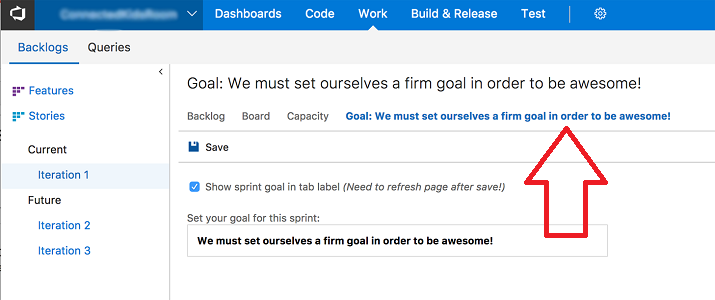 Dashboards Code Work Build & Release Test
Backlogs Queries
Features
Stories
Current
Iteration 1
Future
Iteration 2
Iteration 3
Goal: We must set ourselves a firm goal in order to be awesome!
Backlog Board Capacity Goal: We must set ourselves a firm goal in order to be awesome!
Save
Show sprint goal in tab label (Need to refresh page after save!)
Set your goal for this sprint:
We must set ourselves a firm goal in order to be awesome!